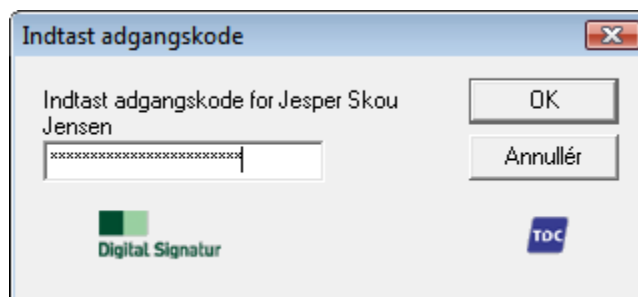 Indtast adgangskode
Indtast adgangskode for Jesper Skou
Jensen
OK
************************
Annullér
Digital Signatur
TDC